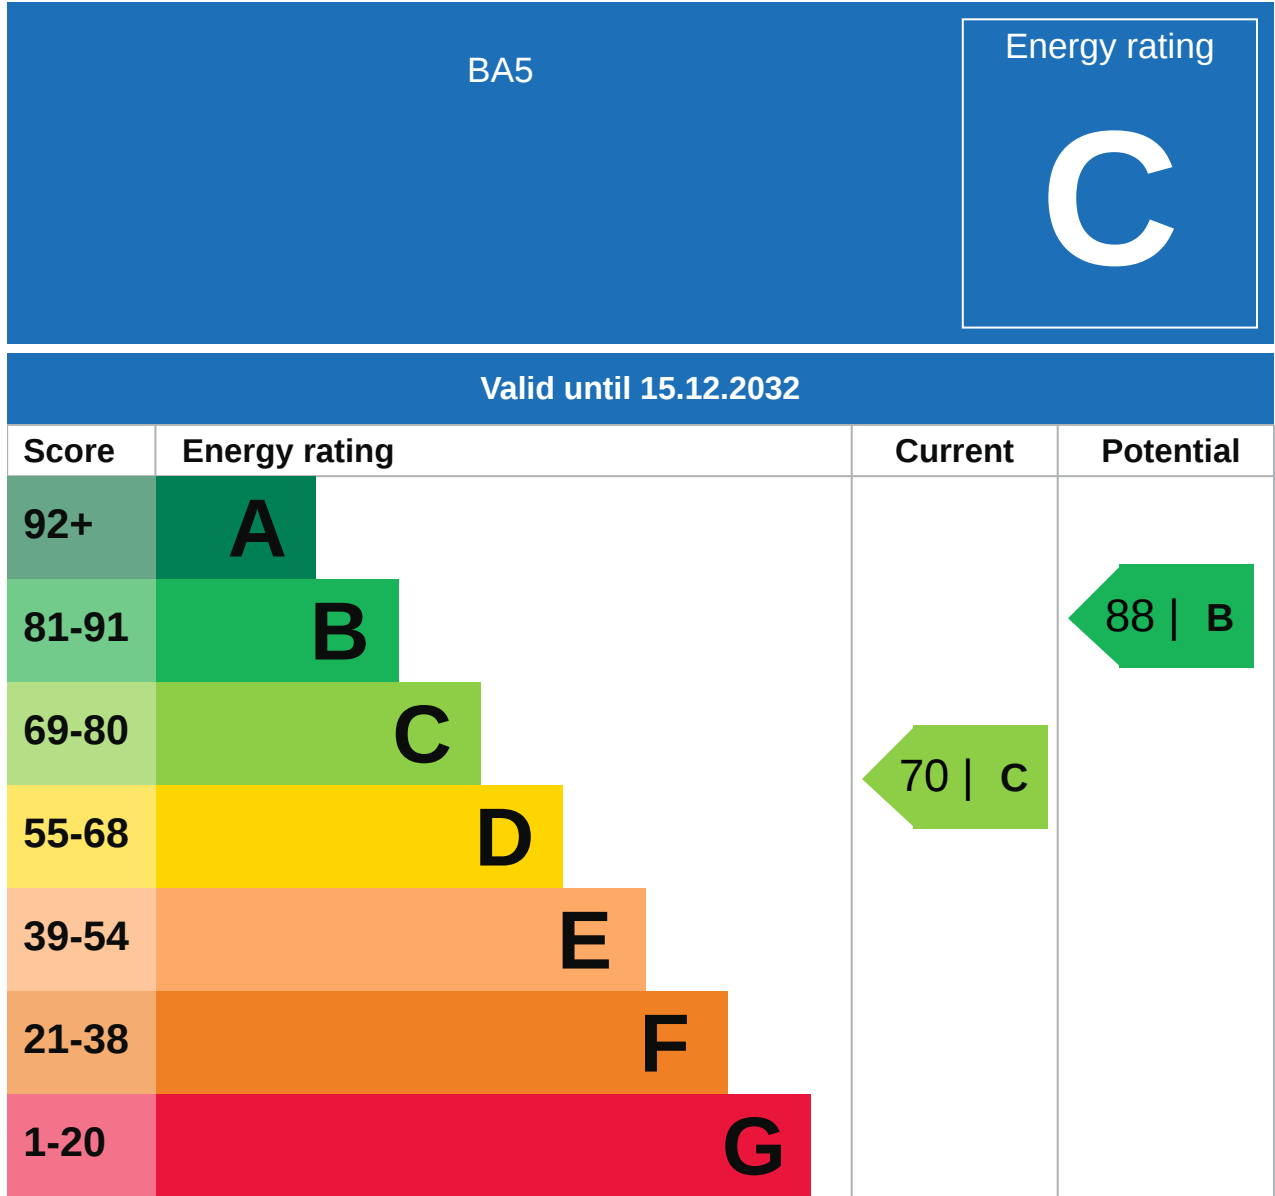 BA5
Energy rating
C
Valid until 15.12.2032
Score Energy rating Current Potential
92+ A
81-91 B 88 | B
69-80 C 70 | C
55-68 D
39-54 E
21-38 F
1-20 G